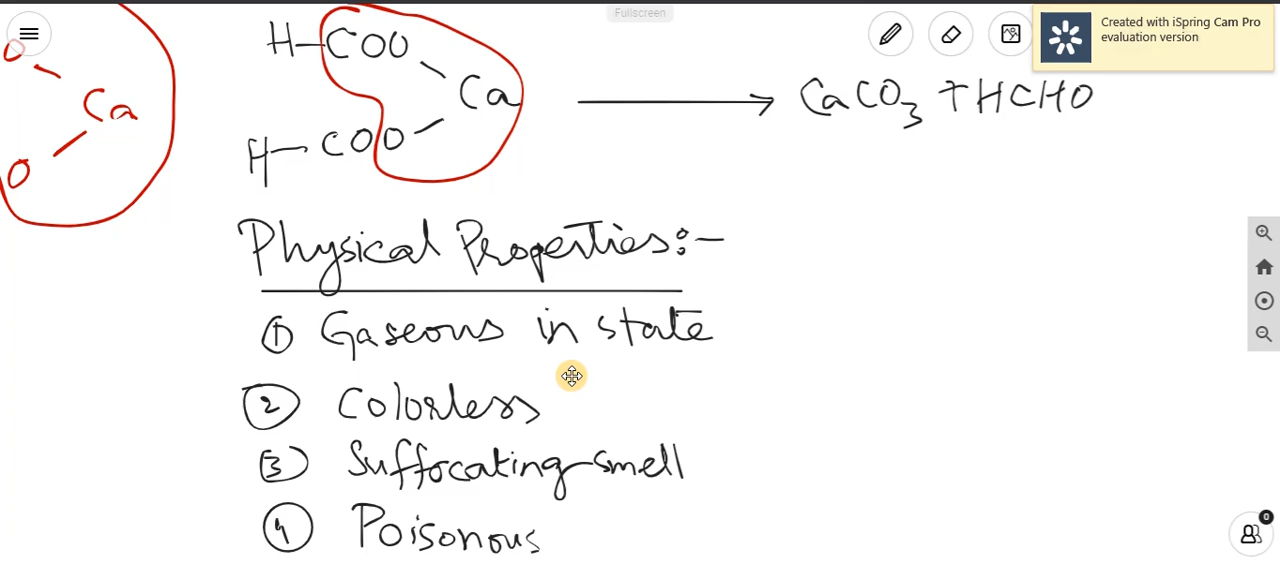 Fullscreen
Created with iSpring Cam Pro
evaluation version
O
Ca
O
H-COO
Ca
H-COO
CaCO3 + HCHO
Physical Properties:-
① Gaseous in state
② Colorless
③ Suffocating smell
④ Poisonous
0